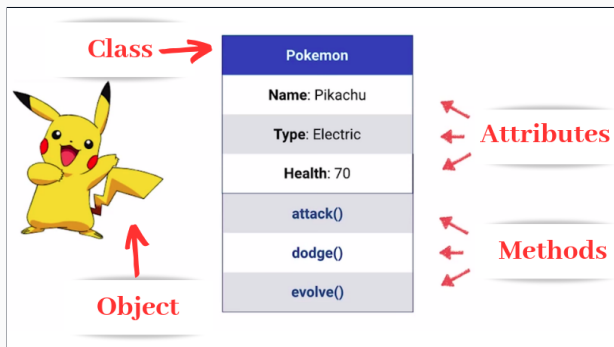 Class
Pokemon
Name: Pikachu
Type: Electric
Health: 70
Attributes
attack()
dodge()
evolve()
Methods
Object